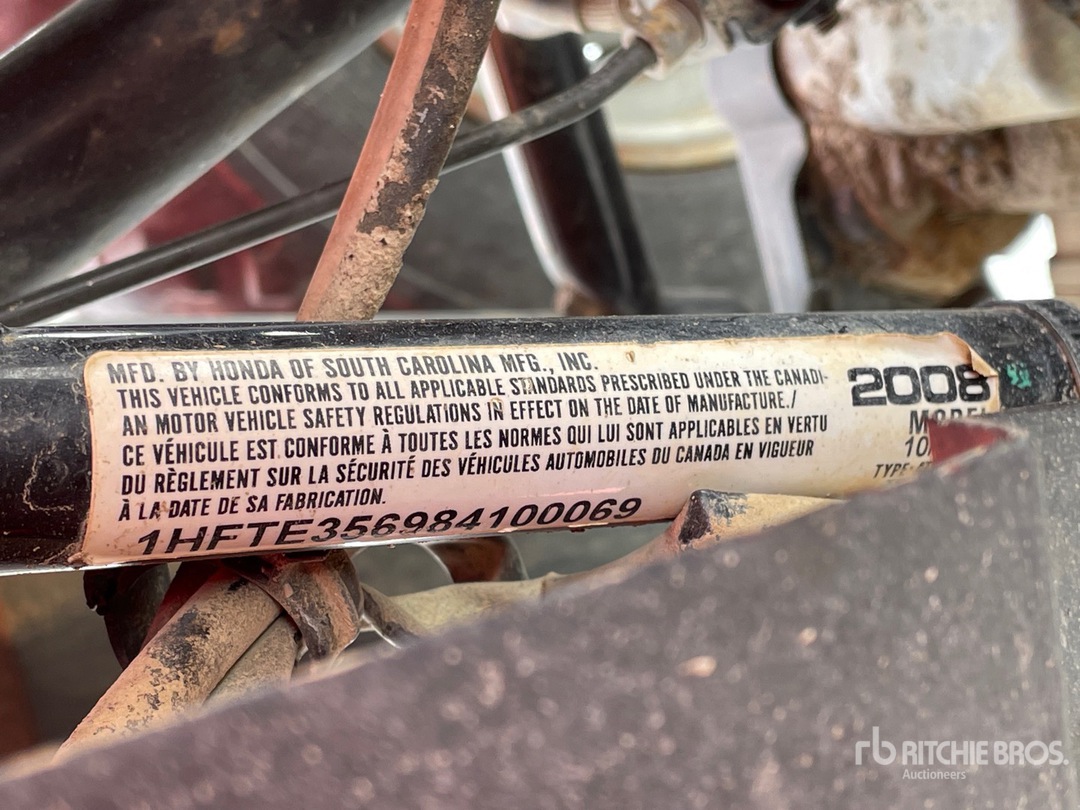 MFD. BY HONDA OF SOUTH CAROLINA MFG., INC.
THIS VEHICLE CONFORMS TO ALL APPLICABLE STANDARDS PRESCRIBED UNDER THE CANADI-
AN MOTOR VEHICLE SAFETY REGULATIONS IN EFFECT ON THE DATE OF MANUFACTURE./
CE VÉHICULE EST CONFORME À TOUTES LES NORMES QUI LUI SONT APPLICABLES EN VERTU
DU RÈGLEMENT SUR LA SÉCURITÉ DES VÉHICULES AUTOMOBILES DU CANADA EN VIGUEUR
À LA DATE DE SA FABRICATION.
1HFTE356984100069
2008
10
TYPE:
rb RITCHIE BROS.
Auctioneers